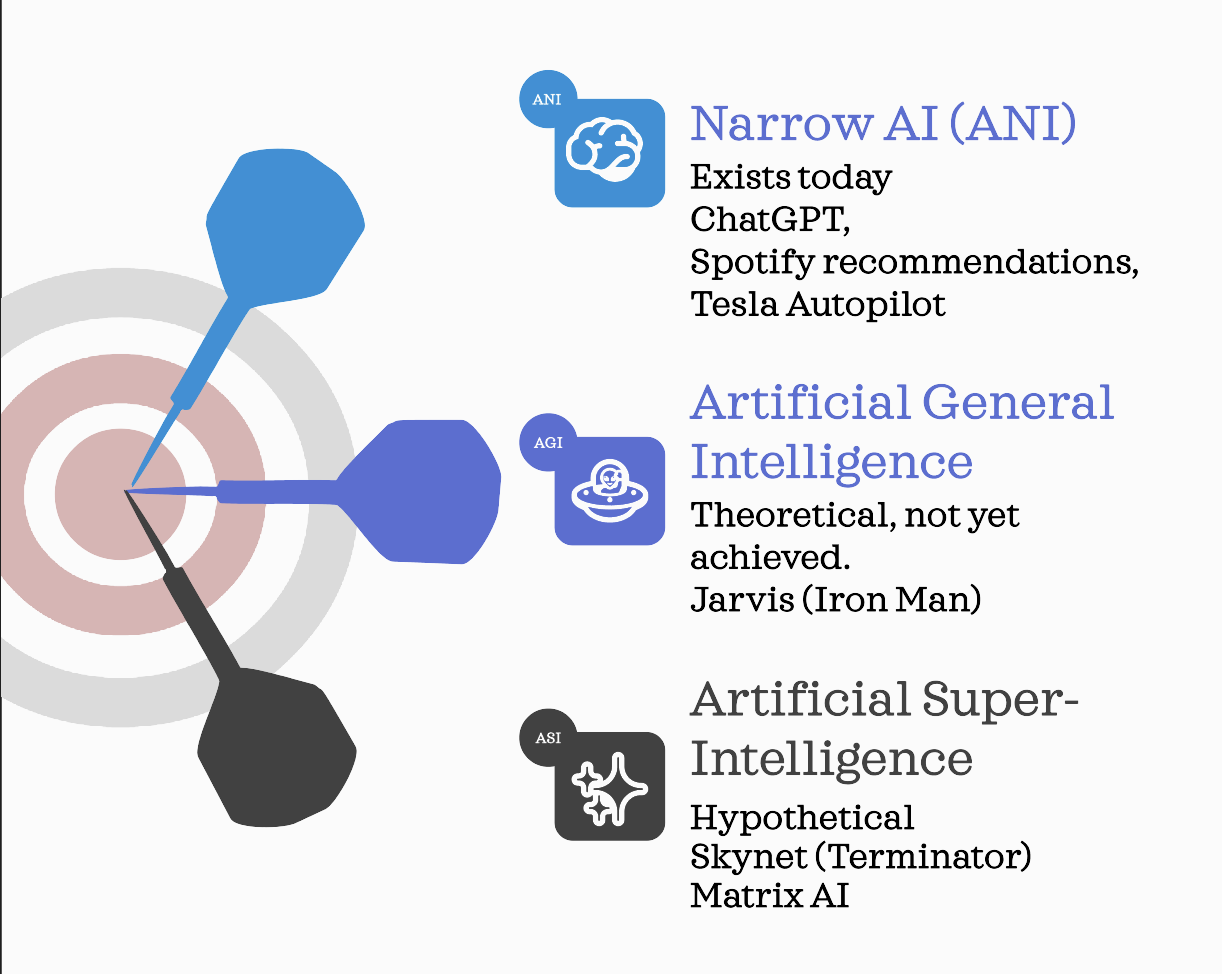 ANI
Narrow AI (ANI)
Exists today
ChatGPT,
Spotify recommendations,
Tesla Autopilot
AGI
Artificial General
Intelligence
Theoretical, not yet
achieved.
Jarvis (Iron Man)
ASI
Artificial Super-
Intelligence
Hypothetical
Skynet (Terminator)
Matrix AI